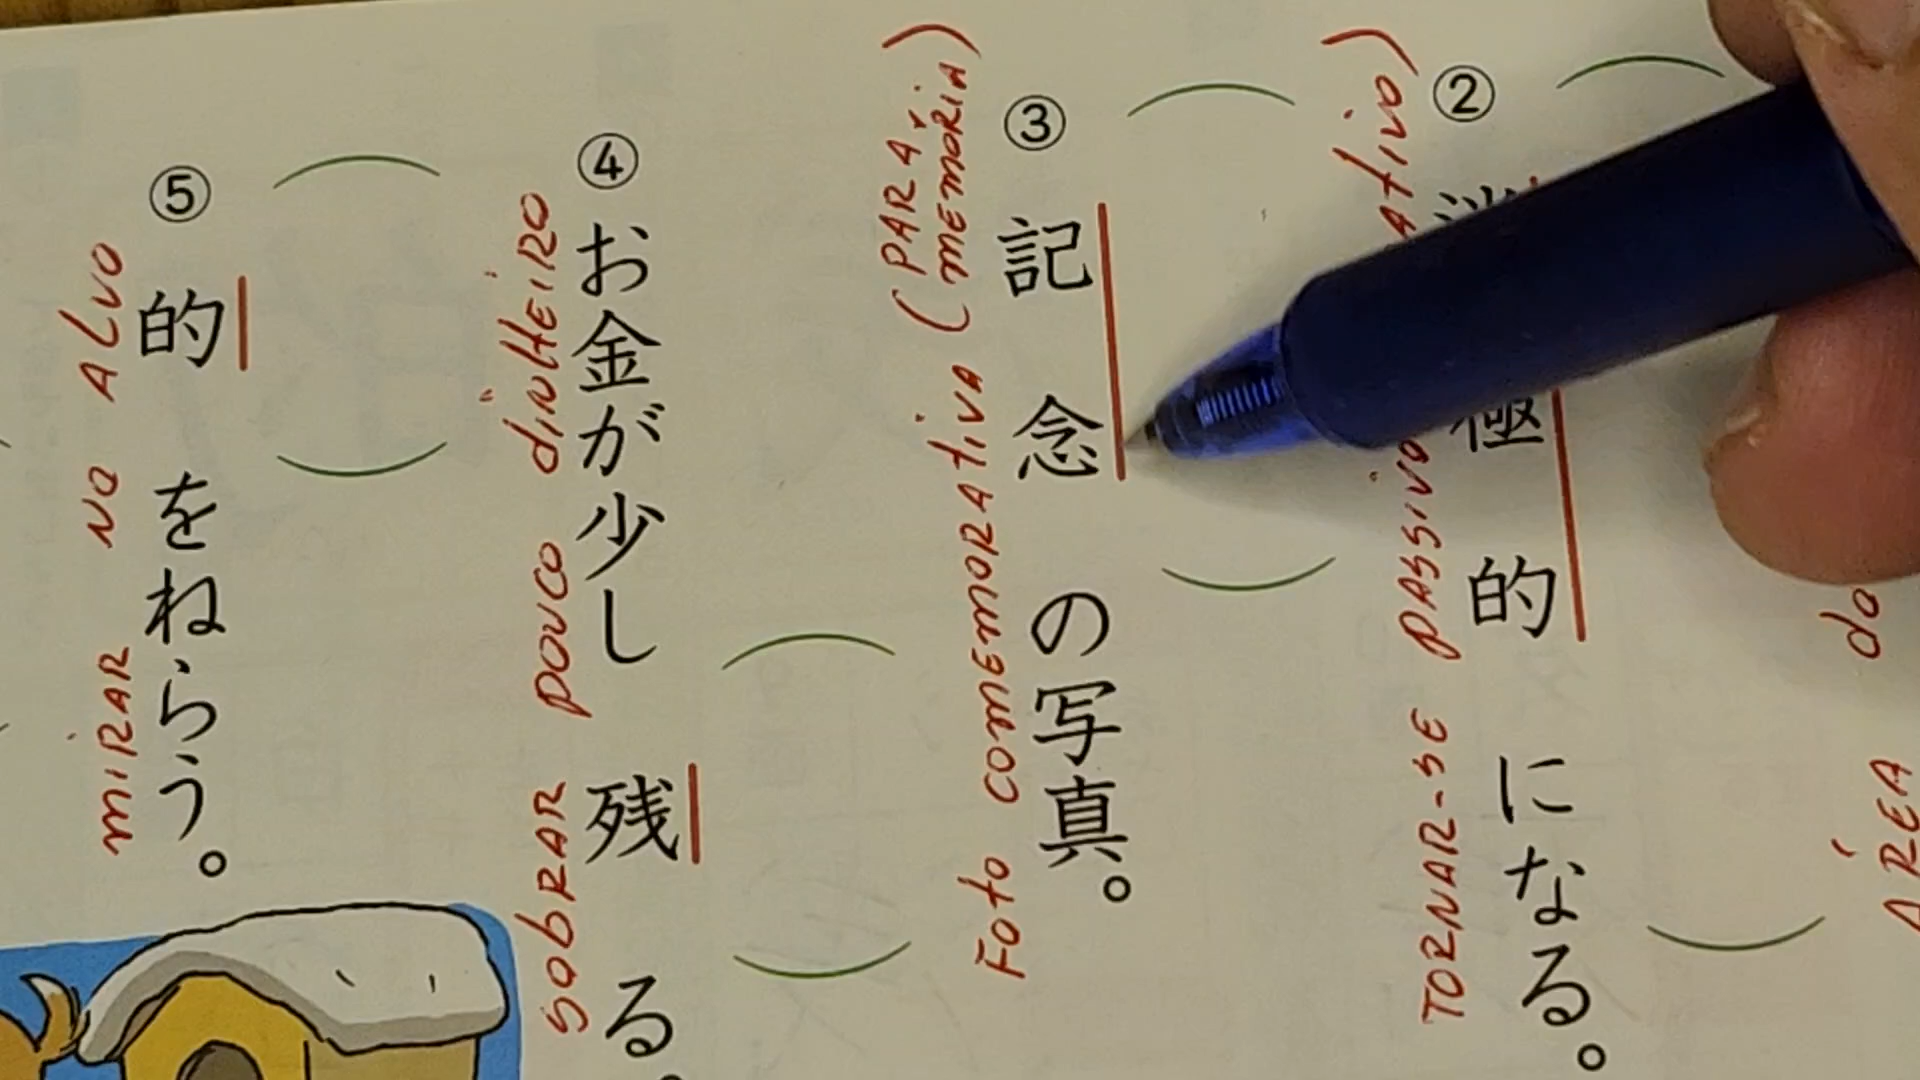 ÁREA
do
② 極的になる。
TORNAR-SE PASSIVO
③ 記念の写真。
Foto comemorativa (PARA memória)
④ お金が少し残る。
sobrar pouco dinheiro
⑤ 的をねらう。
mirar no alvo